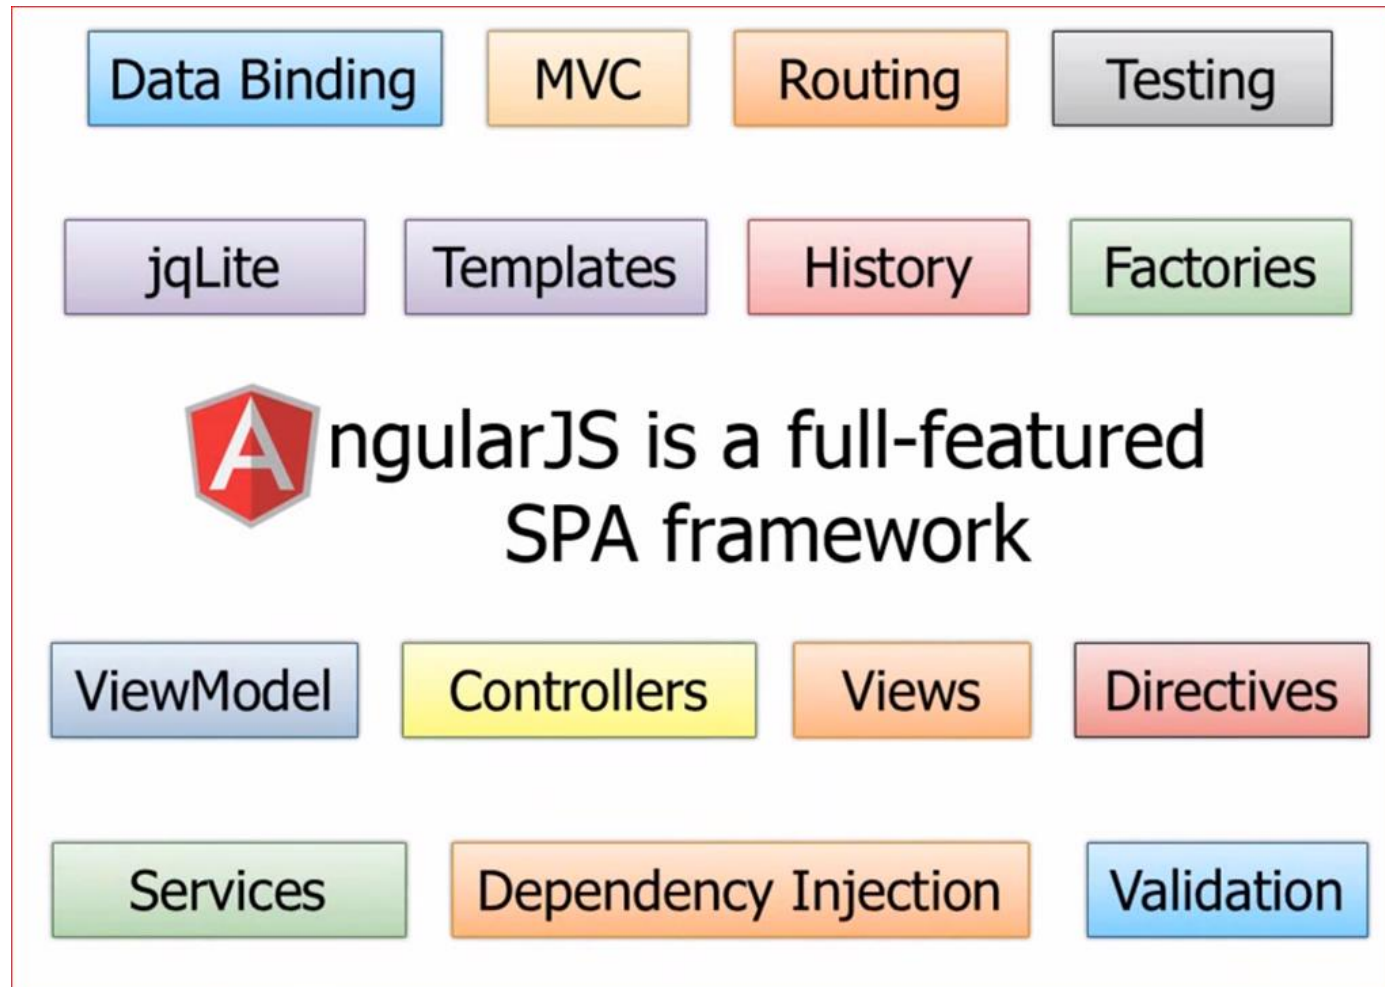 Data Binding
MVC
Routing
Testing
jqLite
Templates
History
Factories
AngularJS is a full-featured
SPA framework
ViewModel
Controllers
Views
Directives
Services
Dependency Injection
Validation